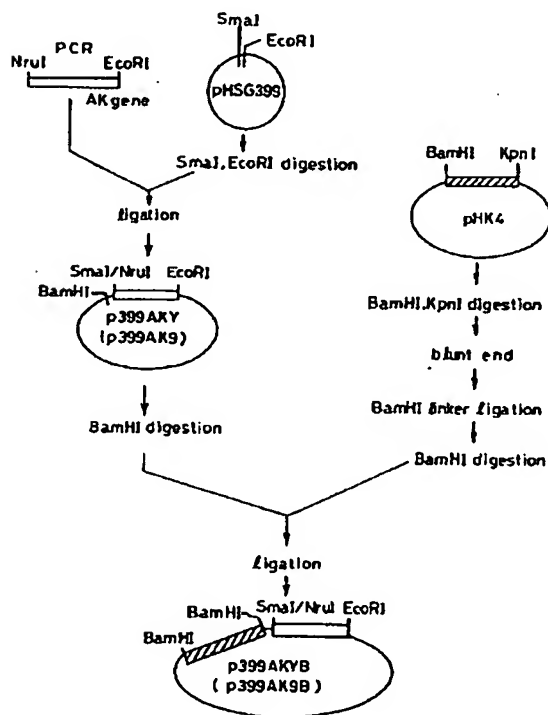 PCR
NruI EcoRI
AK gene
SmaI
EcoRI
pHSG399
SmaI, EcoRI digestion
ligation
BamHI KpnI
pHK4
SmaI/NruI EcoRI
BamHI
p399AKY
(p399AK9)
BamHI, KpnI digestion
blunt end
BamHI linker ligation
BamHI digestion
BamHI digestion
ligation
BamHI
SmaI/NruI EcoRI
BamHI
p399AKYB
(p399AK9B)